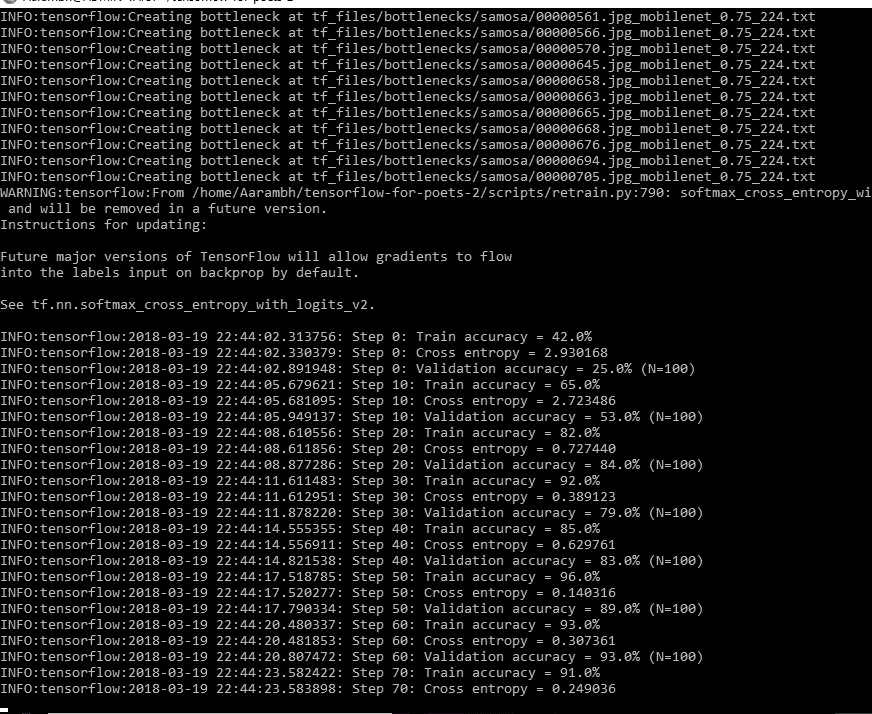 INFO:tensorflow:Creating bottleneck at tf_files/bottlenecks/samosa/00000561.jpg_mobilenet_0.75_224.txt
INFO:tensorflow:Creating bottleneck at tf_files/bottlenecks/samosa/00000566.jpg_mobilenet_0.75_224.txt
INFO:tensorflow:Creating bottleneck at tf_files/bottlenecks/samosa/00000570.jpg_mobilenet_0.75_224.txt
INFO:tensorflow:Creating bottleneck at tf_files/bottlenecks/samosa/00000645.jpg_mobilenet_0.75_224.txt
INFO:tensorflow:Creating bottleneck at tf_files/bottlenecks/samosa/00000658.jpg_mobilenet_0.75_224.txt
INFO:tensorflow:Creating bottleneck at tf_files/bottlenecks/samosa/00000663.jpg_mobilenet_0.75_224.txt
INFO:tensorflow:Creating bottleneck at tf_files/bottlenecks/samosa/00000665.jpg_mobilenet_0.75_224.txt
INFO:tensorflow:Creating bottleneck at tf_files/bottlenecks/samosa/00000668.jpg_mobilenet_0.75_224.txt
INFO:tensorflow:Creating bottleneck at tf_files/bottlenecks/samosa/00000676.jpg_mobilenet_0.75_224.txt
INFO:tensorflow:Creating bottleneck at tf_files/bottlenecks/samosa/00000694.jpg_mobilenet_0.75_224.txt
INFO:tensorflow:Creating bottleneck at tf_files/bottlenecks/samosa/00000705.jpg_mobilenet_0.75_224.txt
WARNING:tensorflow:From /home/Aarambh/tensorflow-for-poets-2/scripts/retrain.py:790: softmax_cross_entropy_wi
and will be removed in a future version.
Instructions for updating:
Future major versions of TensorFlow will allow gradients to flow
into the labels input on backprop by default.
See tf.nn.softmax_cross_entropy_with_logits_v2.
INFO:tensorflow:2018-03-19 22:44:02.313756: Step 0: Train accuracy = 42.0%
INFO:tensorflow:2018-03-19 22:44:02.330379: Step 0: Cross entropy = 2.930168
INFO:tensorflow:2018-03-19 22:44:02.891948: Step 0: Validation accuracy = 25.0% (N=100)
INFO:tensorflow:2018-03-19 22:44:05.679621: Step 10: Train accuracy = 65.0%
INFO:tensorflow:2018-03-19 22:44:05.681095: Step 10: Cross entropy = 2.723486
INFO:tensorflow:2018-03-19 22:44:05.949137: Step 10: Validation accuracy = 53.0% (N=100)
INFO:tensorflow:2018-03-19 22:44:08.610556: Step 20: Train accuracy = 82.0%
INFO:tensorflow:2018-03-19 22:44:08.611856: Step 20: Cross entropy = 0.727440
INFO:tensorflow:2018-03-19 22:44:08.877286: Step 20: Validation accuracy = 84.0% (N=100)
INFO:tensorflow:2018-03-19 22:44:11.611483: Step 30: Train accuracy = 92.0%
INFO:tensorflow:2018-03-19 22:44:11.612951: Step 30: Cross entropy = 0.389123
INFO:tensorflow:2018-03-19 22:44:11.878220: Step 30: Validation accuracy = 79.0% (N=100)
INFO:tensorflow:2018-03-19 22:44:14.555355: Step 40: Train accuracy = 85.0%
INFO:tensorflow:2018-03-19 22:44:14.556911: Step 40: Cross entropy = 0.629761
INFO:tensorflow:2018-03-19 22:44:14.821538: Step 40: Validation accuracy = 83.0% (N=100)
INFO:tensorflow:2018-03-19 22:44:17.518785: Step 50: Train accuracy = 96.0%
INFO:tensorflow:2018-03-19 22:44:17.520277: Step 50: Cross entropy = 0.140316
INFO:tensorflow:2018-03-19 22:44:17.790334: Step 50: Validation accuracy = 89.0% (N=100)
INFO:tensorflow:2018-03-19 22:44:20.480337: Step 60: Train accuracy = 93.0%
INFO:tensorflow:2018-03-19 22:44:20.481853: Step 60: Cross entropy = 0.307361
INFO:tensorflow:2018-03-19 22:44:20.807472: Step 60: Validation accuracy = 93.0% (N=100)
INFO:tensorflow:2018-03-19 22:44:23.582422: Step 70: Train accuracy = 91.0%
INFO:tensorflow:2018-03-19 22:44:23.583898: Step 70: Cross entropy = 0.249036